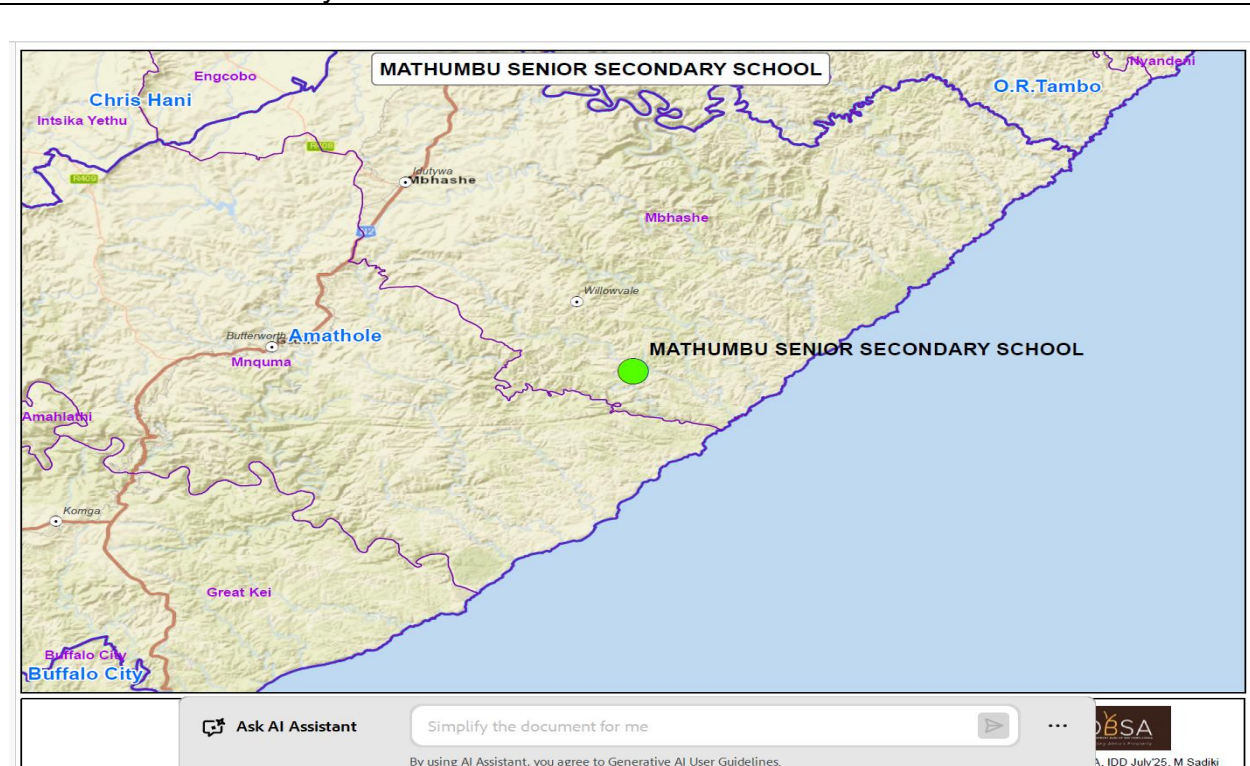 MATHUMBU SENIOR SECONDARY SCHOOL
Nyandeni
Engcobo
O.R.Tambo
Chris Hani
Intsika Yethu
R408
R409
Idutywa
Mbhashe
Mbhashe
N2
Willowvale
Butterworth
Amathole
Mnquma
MATHUMBU SENIOR SECONDARY SCHOOL
Amahlathi
Komga
Great Kei
Buffalo City
Buffalo City
Ask AI Assistant
Simplify the document for me
By using AI Assistant, you agree to Generative AI User Guidelines.
DBSA
A, IDD July'25, M Sadiki